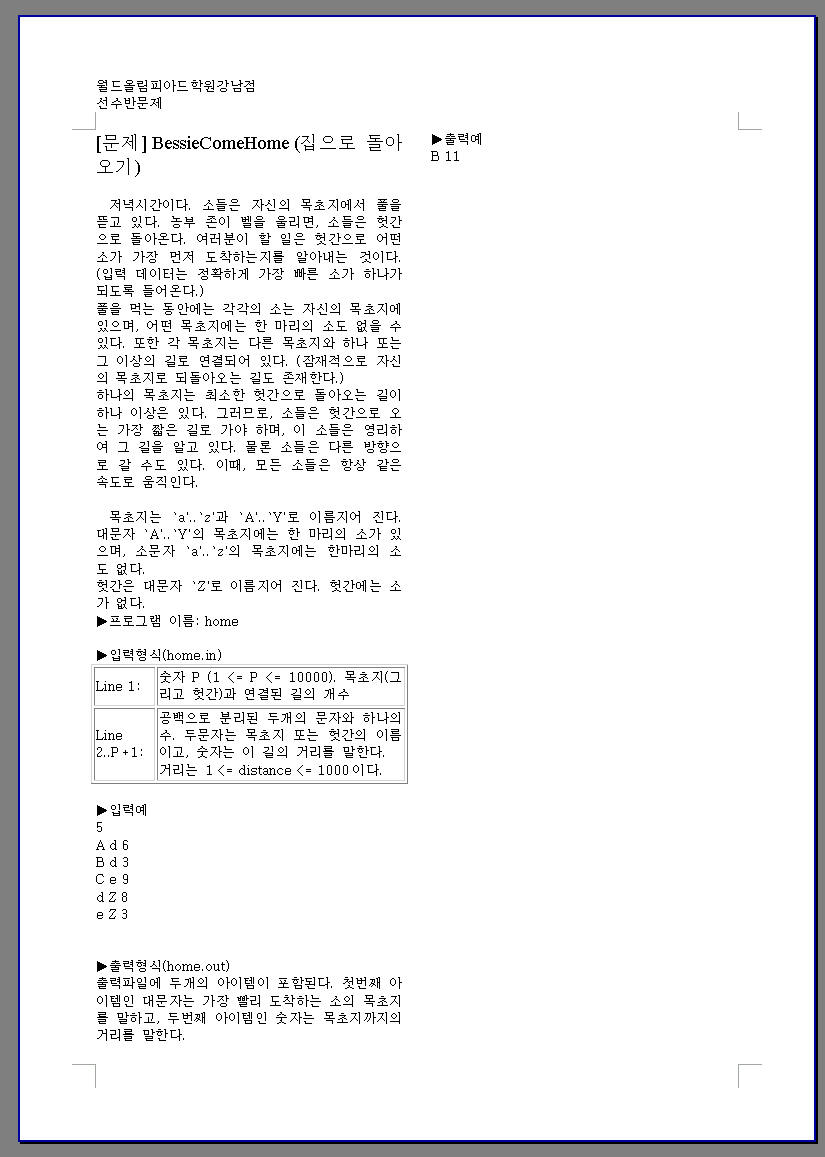 월드올림피아드학원강남점
선수반문제
[문제] BessieComeHome (집으로 돌아
오기)
저녁시간이다. 소들은 자신의 목초지에서 풀을
뜯고 있다. 농부 존이 벨을 울리면, 소들은 헛간
으로 돌아온다. 여러분이 할 일은 헛간으로 어떤
소가 가장 먼저 도착하는지를 알아내는 것이다.
(입력 데이터는 정확하게 가장 빠른 소가 하나가
되도록 들어온다.)
풀을 먹는 동안에는 각각의 소는 자신의 목초지에
있으며, 어떤 목초지에는 한 마리의 소도 없을 수
있다. 또한 각 목초지는 다른 목초지와 하나 또는
그 이상의 길로 연결되어 있다. (잠재적으로 자신
의 목초지로 되돌아오는 길도 존재한다.)
하나의 목초지는 최소한 헛간으로 돌아오는 길이
하나 이상은 있다. 그러므로, 소들은 헛간으로 오
는 가장 짧은 길로 가야 하며, 이 소들은 영리하
여 그 길을 알고 있다. 물론 소들은 다른 방향으
로 갈 수도 있다. 이때, 모든 소들은 항상 같은
속도로 움직인다.
목초지는 `a'..`z'과 `A'..`Y'로 이름지어 진다.
대문자 `A'..`Y'의 목초지에는 한 마리의 소가 있
으며, 소문자 `a'..`z'의 목초지에는 한마리의 소
도 없다.
헛간은 대문자 `Z'로 이름지어 진다. 헛간에는 소
가 없다.
▶프로그램 이름: home
▶입력형식(home.in)
Line 1: 숫자 P (1 <= P <= 10000). 목초지(그
리고 헛간)과 연결된 길의 개수
Line 2..P+1: 공백으로 분리된 두개의 문자와 하나의
수. 두문자는 목초지 또는 헛간의 이름
이고, 숫자는 이 길의 거리를 말한다.
거리는 1 <= distance <= 1000이다.
▶입력예
5
A d 6
B d 3
C e 9
d Z 8
e Z 3
▶출력형식(home.out)
출력파일에 두개의 아이템이 포함된다. 첫번째 아
이템인 대문자는 가장 빨리 도착하는 소의 목초지
를 말하고, 두번째 아이템인 숫자는 목초지까지의
거리를 말한다.
▶출력예
B 11